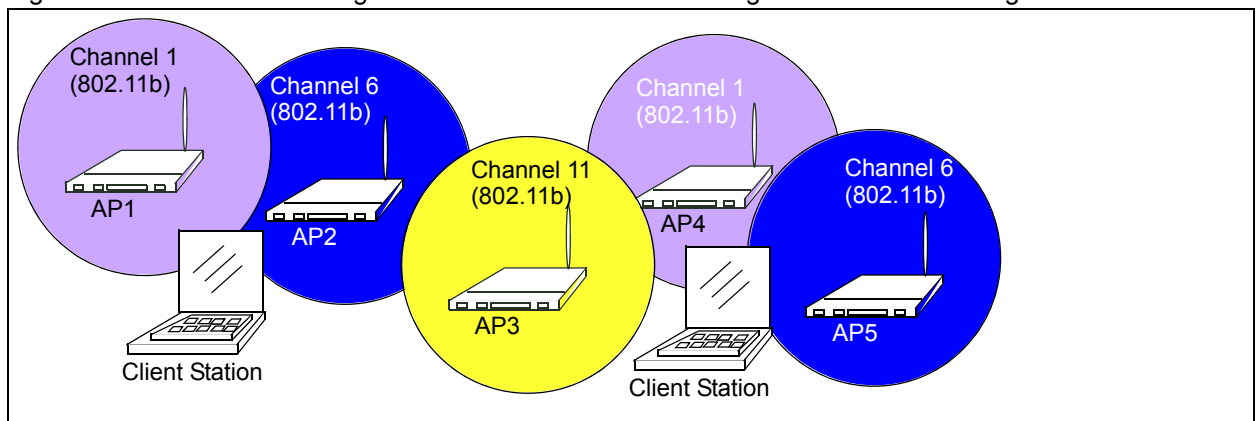 Channel 1
(802.11b)
AP1
Channel 6
(802.11b)
AP2
Channel 11
(802.11b)
AP3
Channel 1
(802.11b)
AP4
Channel 6
(802.11b)
AP5
Client Station
Client Station